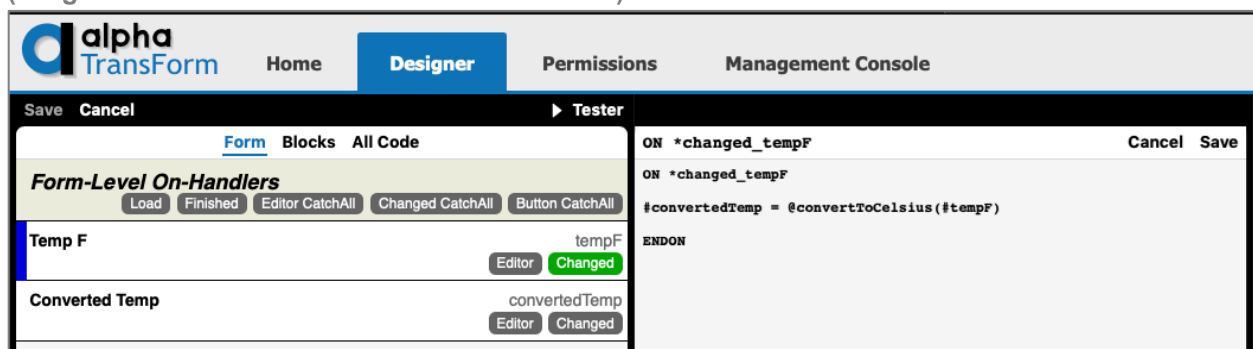 alpha
TransForm Home Designer Permissions Management Console
Save Cancel Tester
Form Blocks All Code
Form-Level On-Handlers
Load Finished Editor CatchAll Changed CatchAll Button CatchAll
Temp F tempF
Editor Changed
Converted Temp convertedTemp
Editor Changed
ON *changed_tempF Cancel Save
ON *changed_tempF
#convertedTemp = @convertToCelsius(#tempF)
ENDON